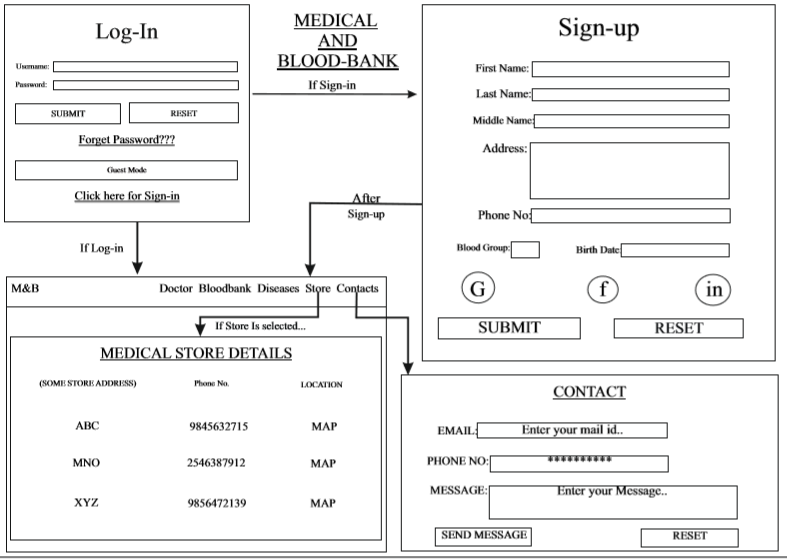 Log-In
Username:
Password:
SUBMIT RESET
Forget Password???
Guest Mode
Click here for Sign-in
MEDICAL
AND
BLOOD-BANK
If Sign-in
Sign-up
First Name:
Last Name:
Middle Name:
Address:
Phone No:
Blood Group: Birth Date:
G f in
SUBMIT RESET
After
Sign-up
If Log-in
M&B Doctor Bloodbank Diseases Store Contacts
If Store Is selected...
MEDICAL STORE DETAILS
(SOME STORE ADDRESS) Phone No. LOCATION
ABC 9845632715 MAP
MNO 2546387912 MAP
XYZ 9856472139 MAP
CONTACT
EMAIL: Enter your mail id..
PHONE NO: **********
MESSAGE: Enter your Message..
SEND MESSAGE RESET